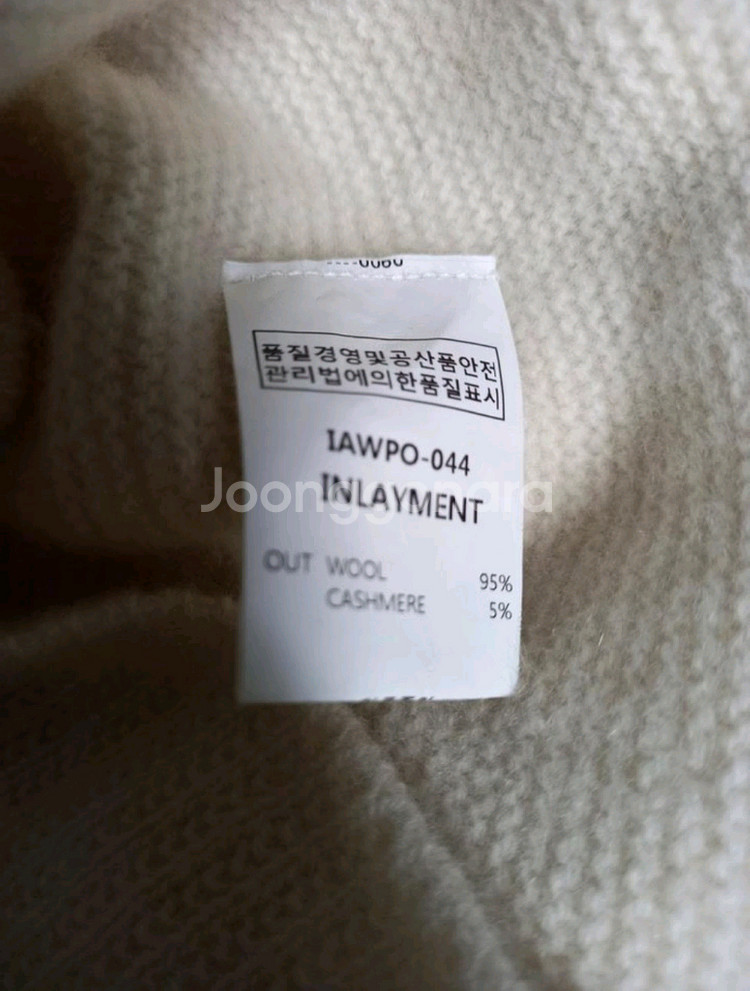 품질경영및공산품안전
관리법에의한품질표시
IAWPO-044
INLAYMENT
Joonggonara
OUT WOOL 95%
CASHMERE 5%